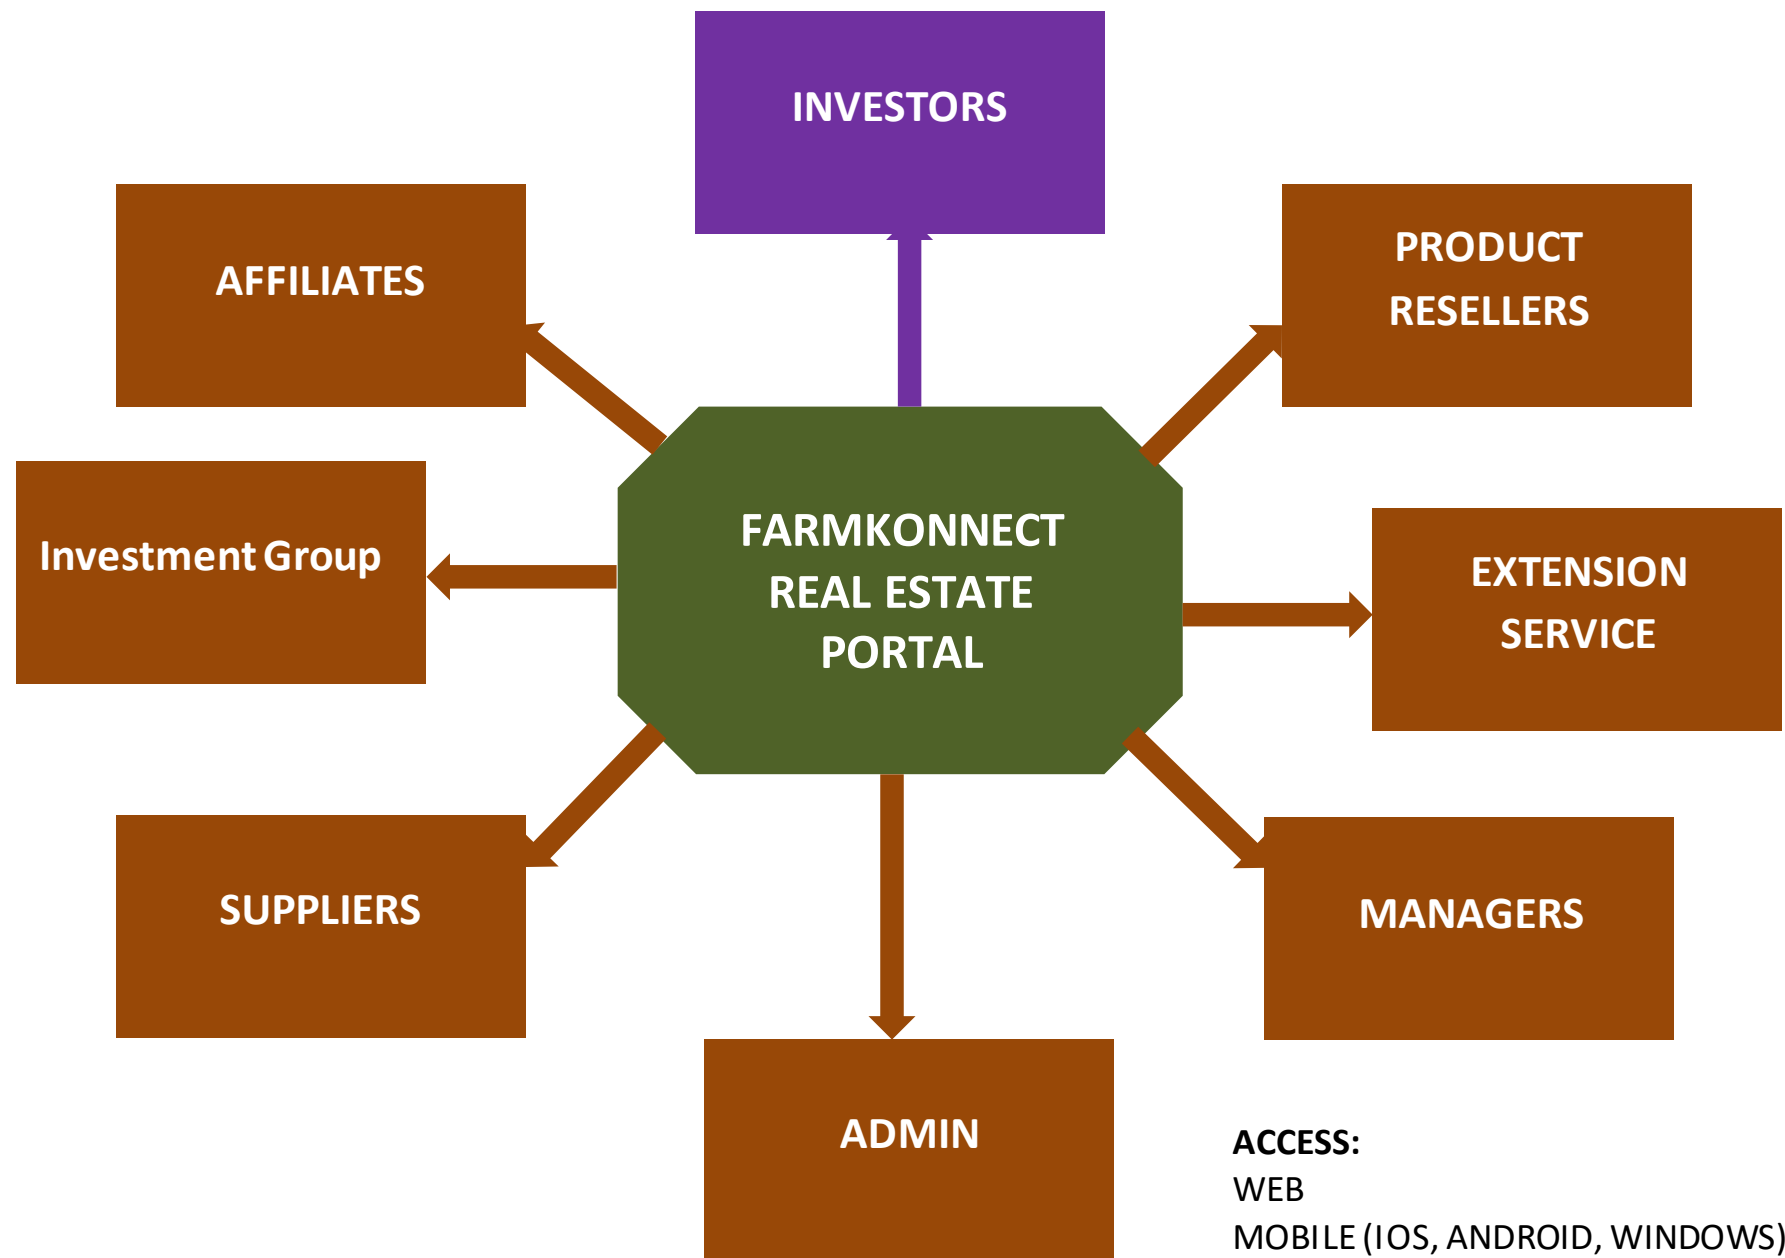 INVESTORS
AFFILIATES
PRODUCT
RESELLERS
Investment Group
FARMKONNECT
REAL ESTATE
PORTAL
EXTENSION
SERVICE
SUPPLIERS
MANAGERS
ADMIN
ACCESS:
WEB
MOBILE (IOS, ANDROID, WINDOWS)